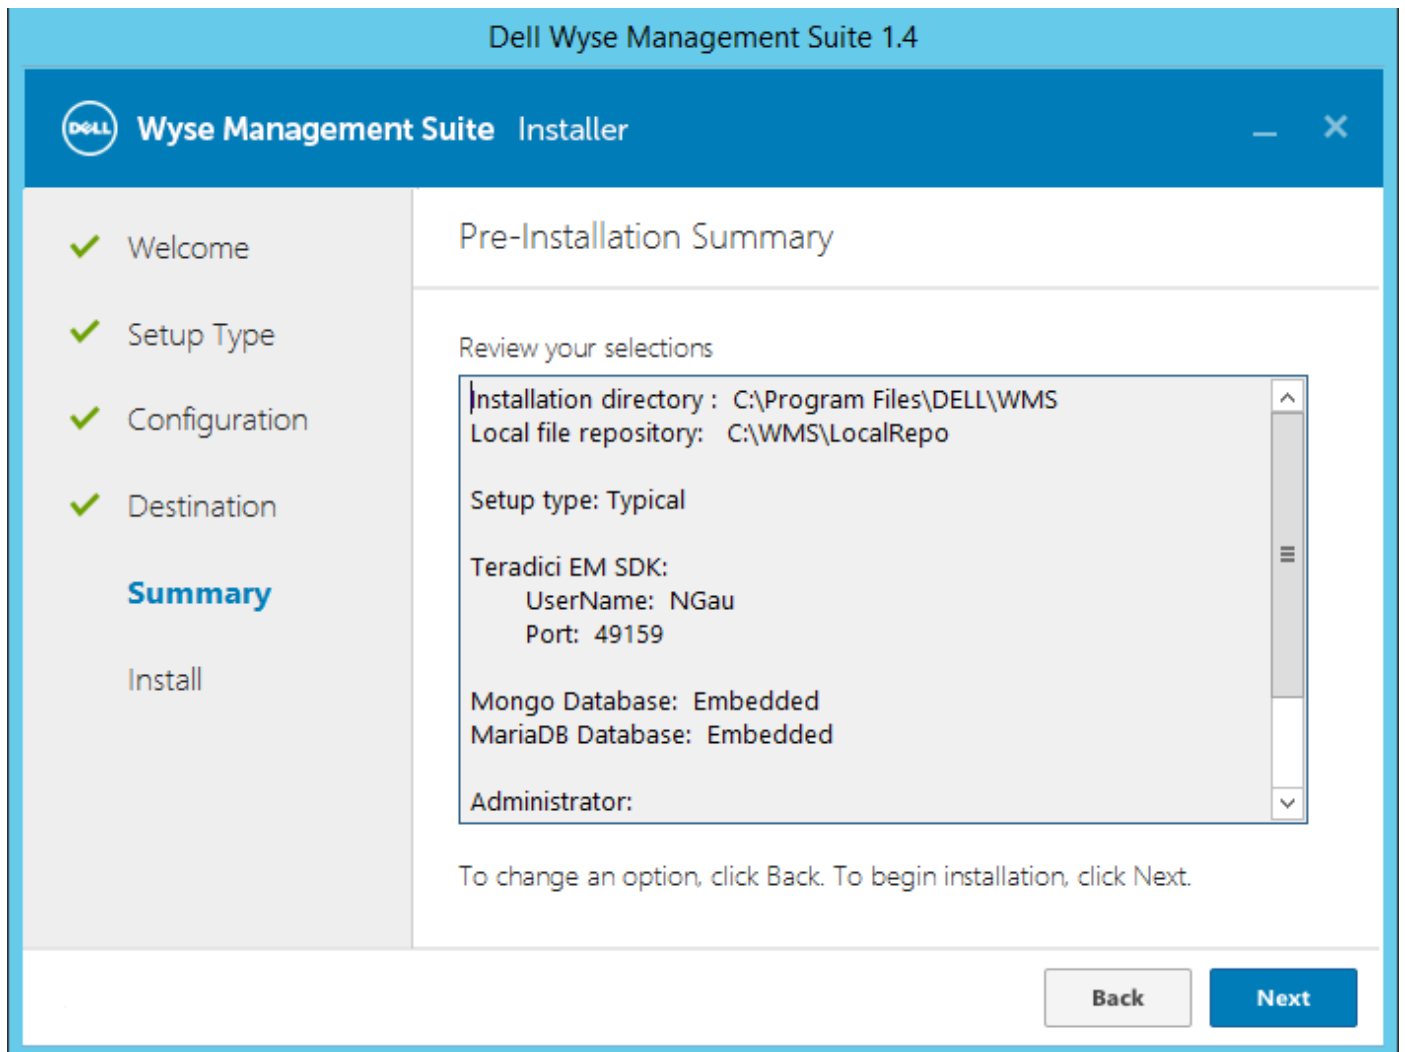 Dell Wyse Management Suite 1.4
DELL Wyse Management Suite Installer
Welcome
Setup Type
Configuration
Destination
Summary
Install
Pre-Installation Summary
Review your selections
Installation directory :  C:\Program Files\DELL\WMS
Local file repository:   C:\WMS\LocalRepo
Setup type: Typical
Teradici EM SDK:
UserName:  NGau
Port:  49159
Mongo Database:  Embedded
MariaDB Database:  Embedded
Administrator:
To change an option, click Back. To begin installation, click Next.
Back Next